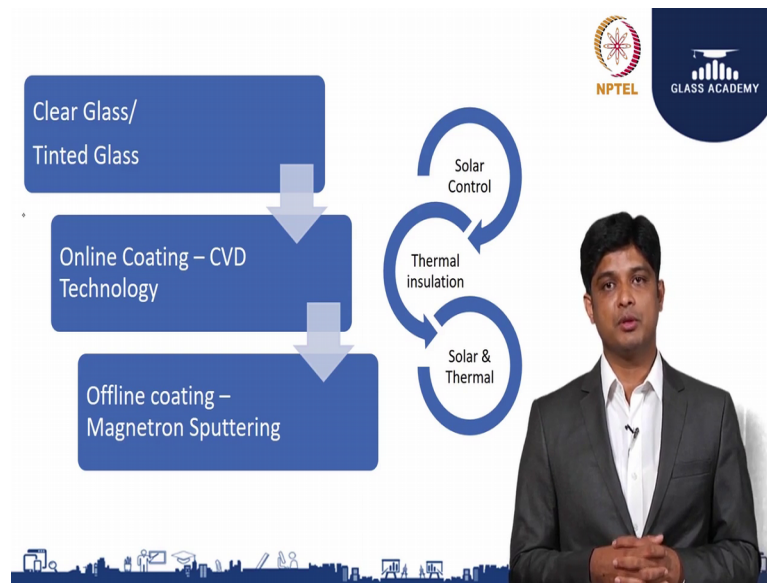 NPTEL
GLASS ACADEMY
Clear Glass/
Tinted Glass
Online Coating – CVD
Technology
Offline coating –
Magnetron Sputtering
Solar
Control
Thermal
insulation
Solar &
Thermal